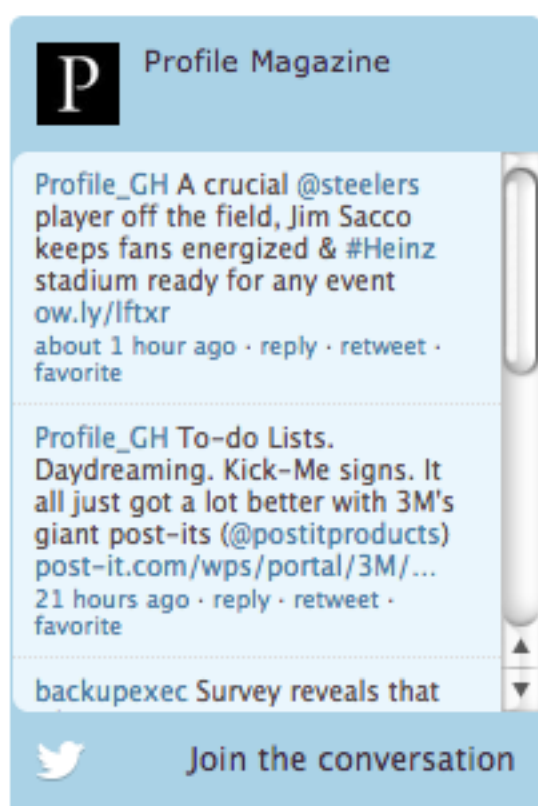 P
Profile Magazine
Profile_GH A crucial @steelers
player off the field, Jim Sacco
keeps fans energized & #Heinz
stadium ready for any event
ow.ly/lftxr
about 1 hour ago · reply · retweet ·
favorite
Profile_GH To-do Lists.
Daydreaming. Kick-Me signs. It
all just got a lot better with 3M's
giant post-its (@postitproducts)
post-it.com/wps/portal/3M/...
21 hours ago · reply · retweet ·
favorite
backupexec Survey reveals that
Join the conversation